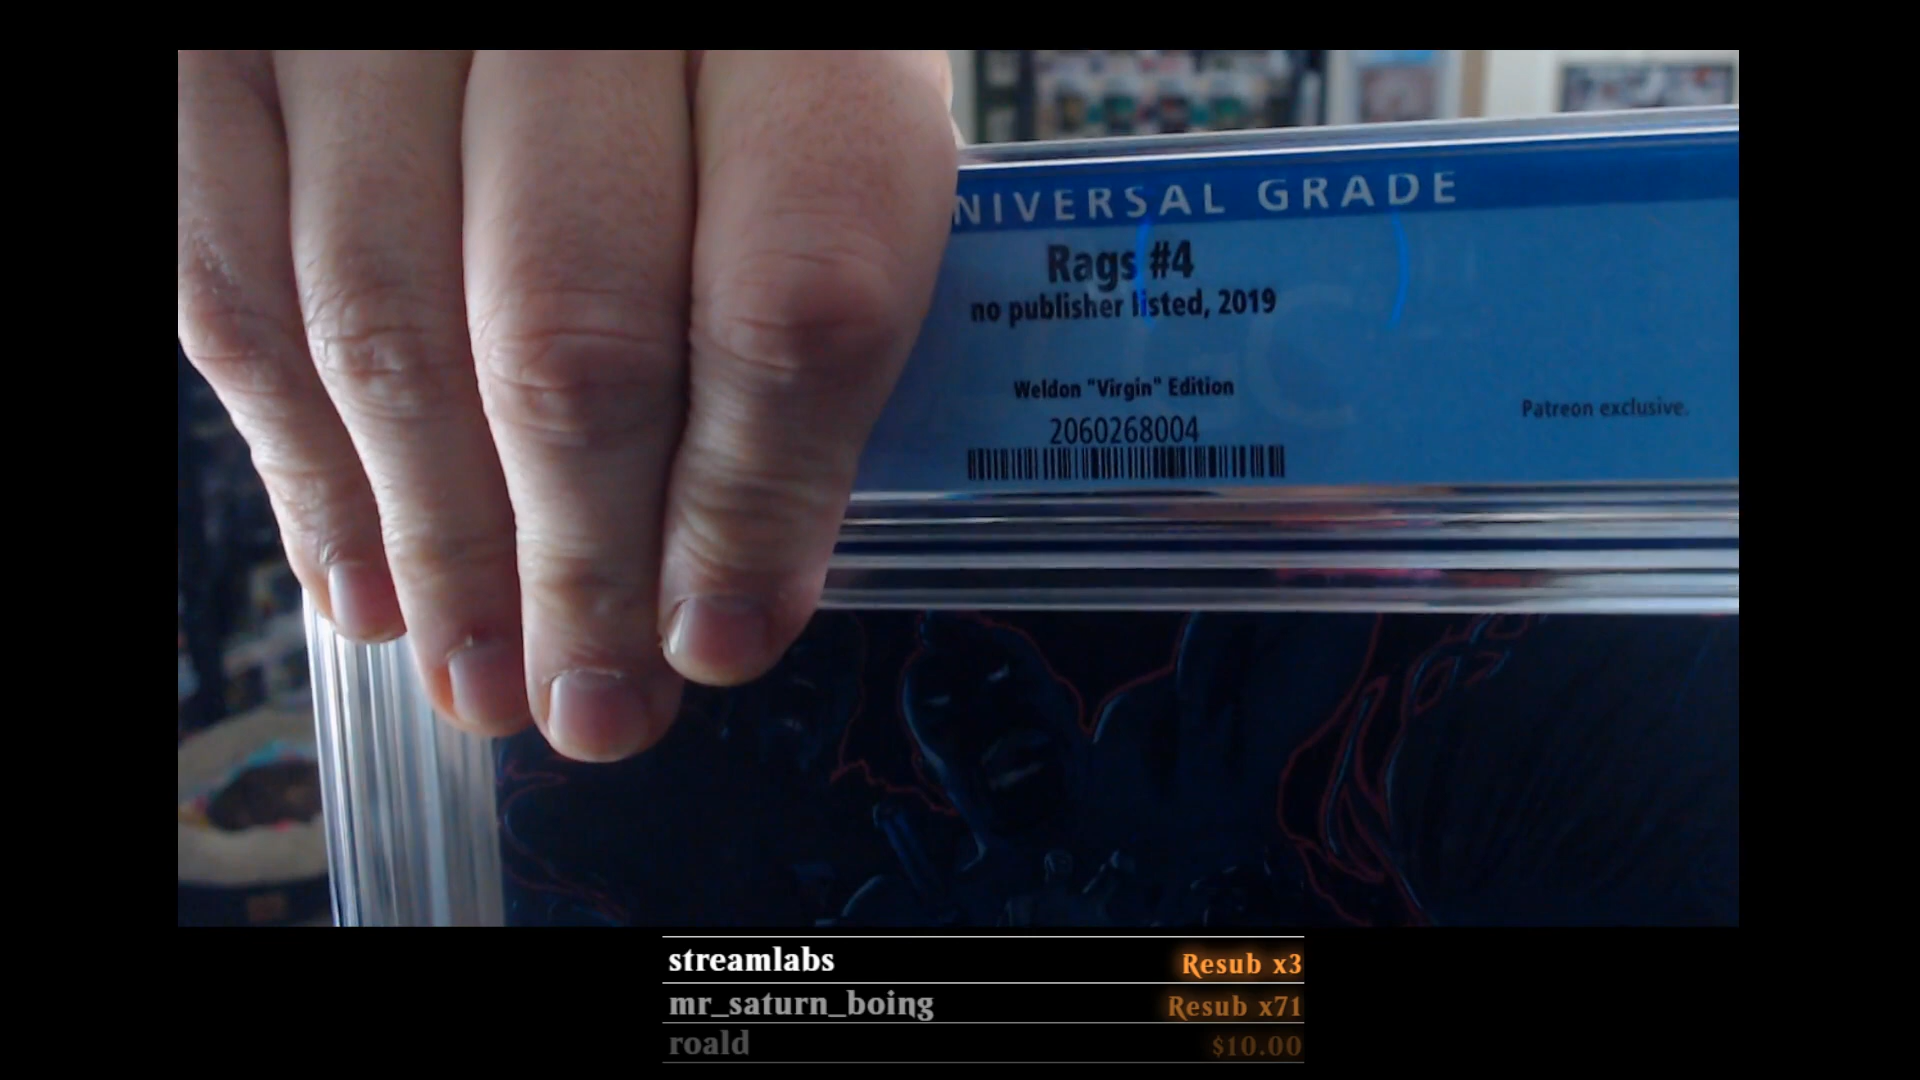 NIVERSAL GRADE
Rags #4
no publisher listed, 2019
Weldon "Virgin" Edition
2060268004
Patreon exclusive.
CGC
streamlabs Resub x3
mr_saturn_boing Resub x71
roald $10.00